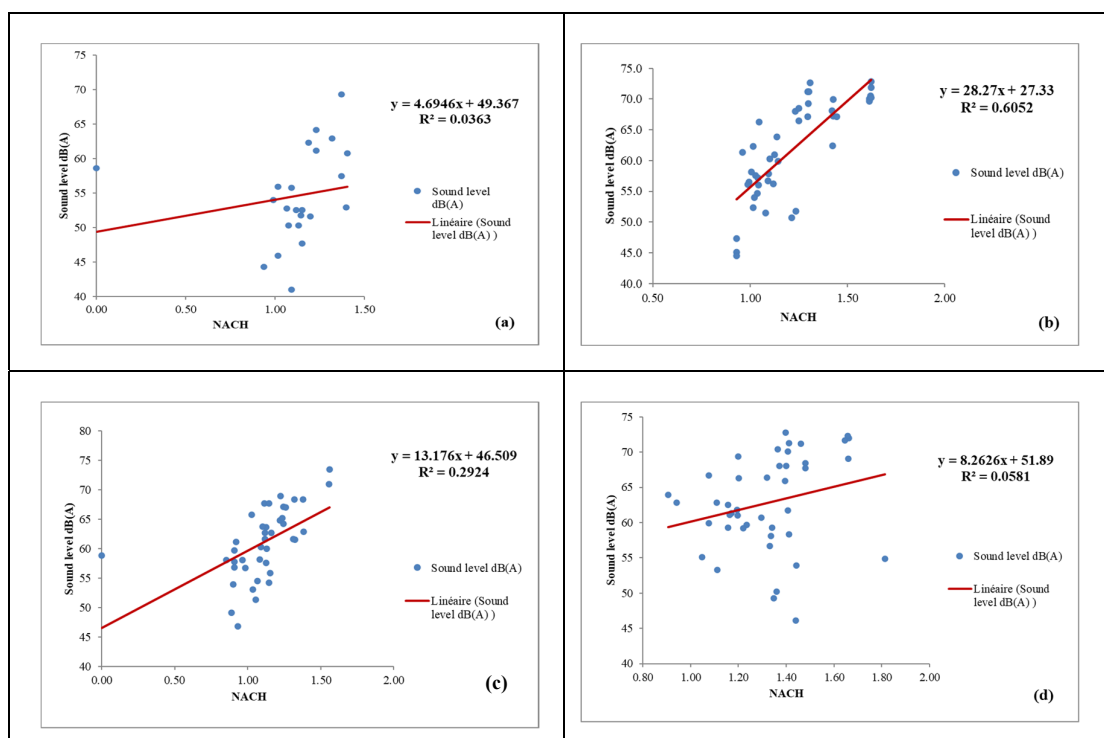 75
70
65
60
55
50
45
40
0.00
1.00
1.50
Sound level dB(A)
NACH
y = 4.6946x + 49.367
R² = 0.0363
Sound level
dB(A)
Linéaire (Sound
level dB(A) )
(a)
75.0
70.0
65.0
60.0
55.0
50.0
45.0
40.0
0.50
1.00
1.50
2.00
Sound level dB(A)
NACH
y = 28.27x + 27.33
R² = 0.6052
Sound level dB(A)
Linéaire (Sound
level dB(A) )
(b)
80
75
70
65
60
55
50
45
40
0.00
0.50
1.00
1.50
2.00
Sound level dB(A)
NACH
y = 13.176x + 46.509
R² = 0.2924
Sound level dB(A)
Linéaire (Sound
level dB(A) )
(c)
75
70
65
60
55
50
45
40
0.80
1.00
1.20
1.40
1.60
1.80
2.00
Sound level dB(A)
NACH
y = 8.2626x + 51.89
R² = 0.0581
Sound level dB(A)
Linéaire (Sound
level dB(A) )
(d)